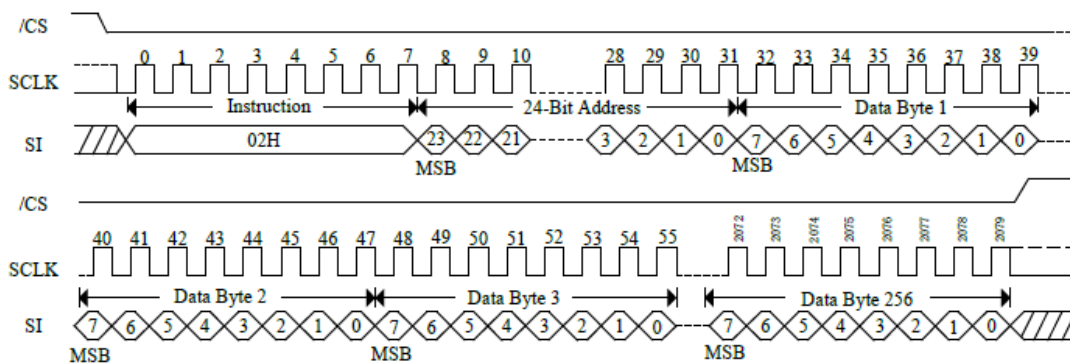 /CS
0 1 2 3 4 5 6 7 8 9 10 28 29 30 31 32 33 34 35 36 37 38 39
SCLK
Instruction 24-Bit Address Data Byte 1
SI 02H 23 22 21 3 2 1 0 7 6 5 4 3 2 1 0
MSB MSB
/CS
40 41 42 43 44 45 46 47 48 49 50 51 52 53 54 55 2072 2073 2074 2075 2076 2077 2078 2079
SCLK
Data Byte 2 Data Byte 3 Data Byte 256
SI 7 6 5 4 3 2 1 0 7 6 5 4 3 2 1 0 7 6 5 4 3 2 1 0
MSB MSB MSB